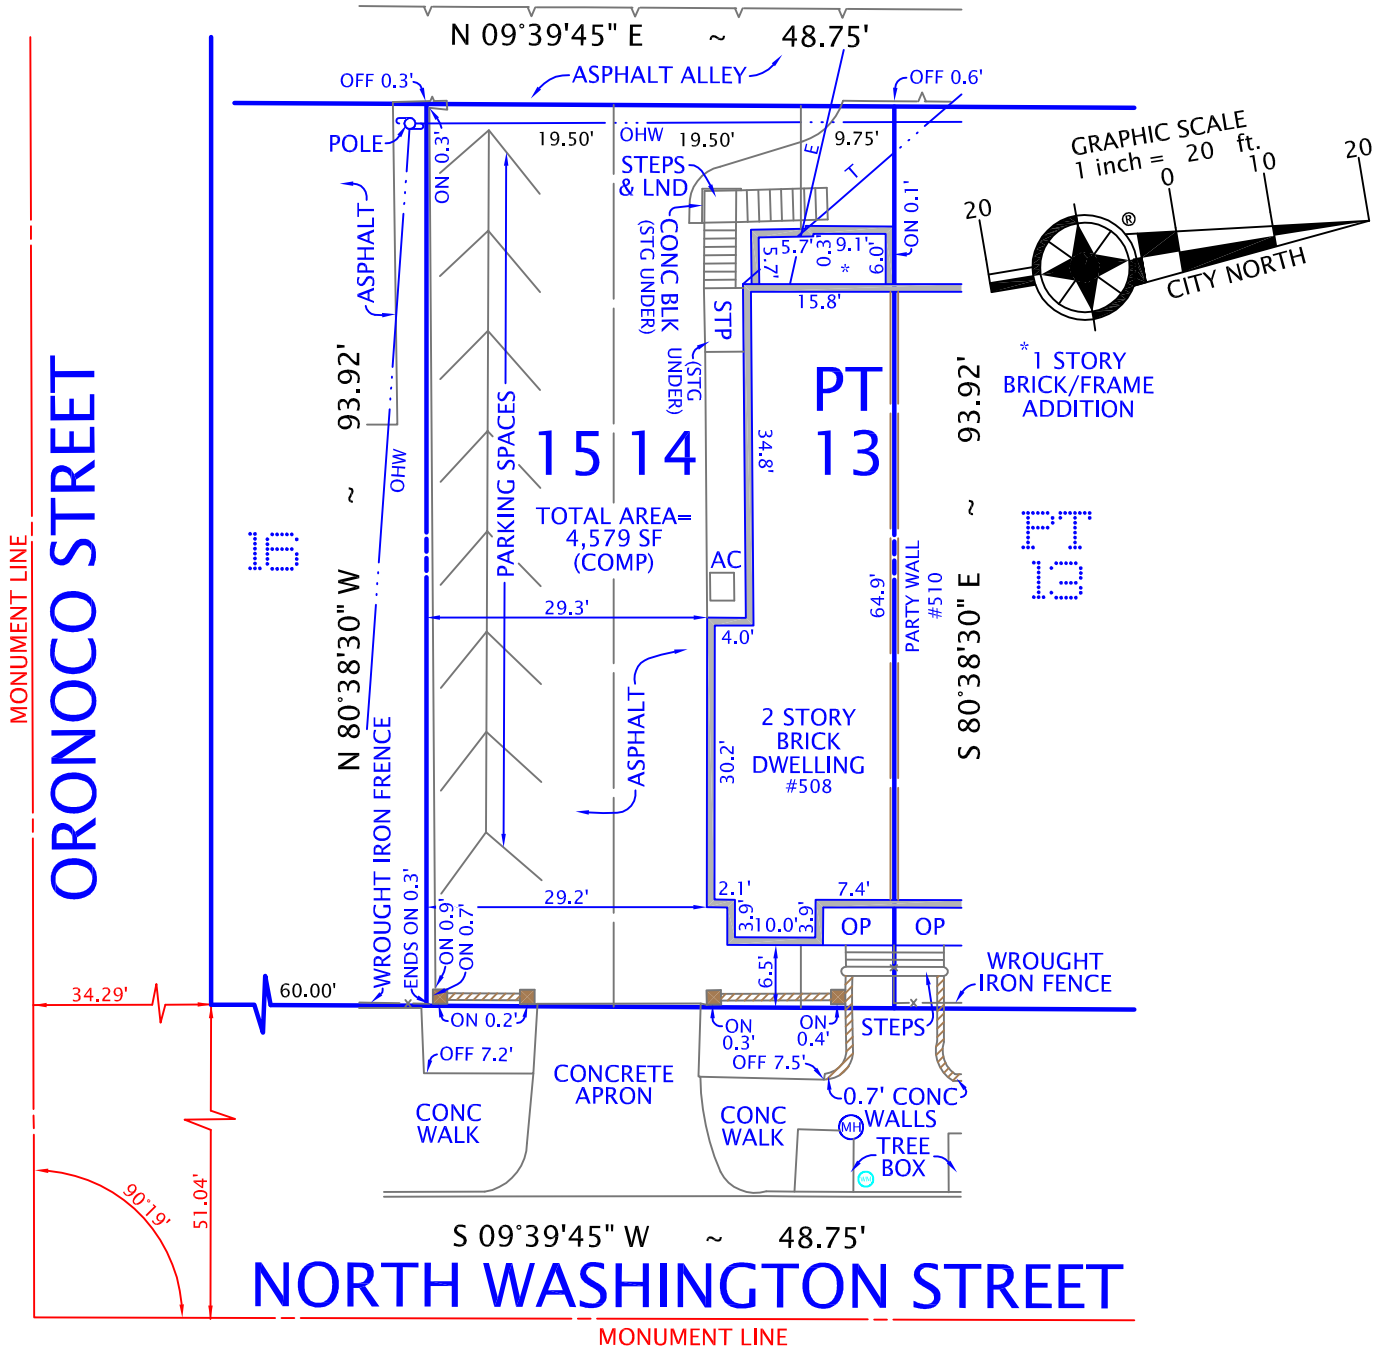 N 09°39'45" E ~ 48.75'
ASPHALT ALLEY
OFF 0.3'
OFF 0.6'
POLE
ON 0.3'
19.50'
OHW
19.50'
9.75'
E
T
STEPS
& LND
ON 0.1'
GRAPHIC SCALE
1 inch = 20 ft.
20
0
10
20
®
CITY NORTH
ASPHALT
CONC BLK
(STG UNDER)
5.7'
5.7'
0.3'
9.1'
*
6.0'
15.8'
STP
(STG
UNDER)
*1 STORY
BRICK/FRAME
ADDITION
N 80°38'30" W ~ 93.92'
OHW
PARKING SPACES
15
14
PT
13
34.8'
TOTAL AREA=
4,579 SF
(COMP)
AC
S 80°38'30" E ~ 93.92'
16
PT
12
ORONOCO STREET
MONUMENT LINE
29.3'
4.0'
64.9'
PARTY WALL
#510
ASPHALT
30.2'
2 STORY
BRICK
DWELLING
#508
WROUGHT IRON FRENCE
ENDS ON 0.3'
ON 0.9'
ON 0.7'
29.2'
2.1'
3.9'
10.0'
3.9'
7.4'
OP
OP
6.5'
WROUGHT
IRON FENCE
34.29'
60.00'
x
x
ON 0.2'
ON
0.3'
ON
0.4'
STEPS
OFF 7.2'
OFF 7.5'
CONCRETE
APRON
0.7' CONC
WALLS
CONC
WALK
CONC
WALK
MH
TREE
BOX
WM
90°19'
51.04'
S 09°39'45" W ~ 48.75'
NORTH WASHINGTON STREET
MONUMENT LINE